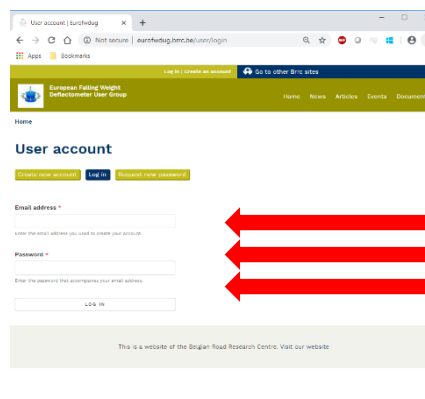 User account | Eurofwdug
Not secure | eurofwdug.brrc.be/user/login
Apps Bookmarks
Log in | Create an account Go to other Brrc sites
European Falling Weight
Deflectometer User Group
Home News Articles Events Document
Home
User account
Create new account Log in Request new password
Email address *
Enter the email address you used to create your account.
Password *
Enter the password that accompanies your email address.
LOG IN
This is a website of the Belgian Road Research Centre. Visit our website